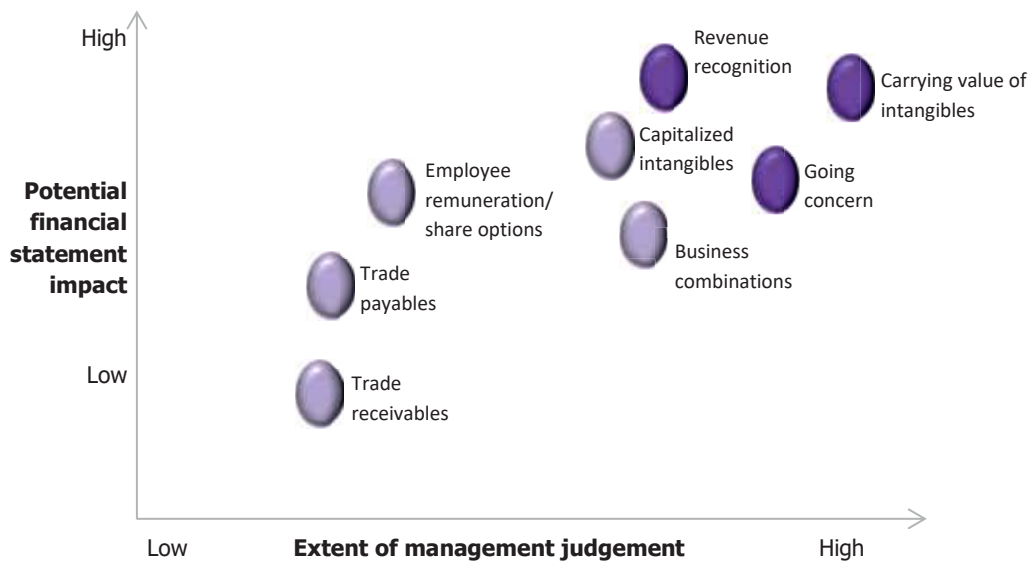 High
Revenue
recognition
Carrying value of
intangibles
Capitalized
intangibles
Employee
remuneration/
share options
Going
concern
Potential
financial
statement
impact
Business
combinations
Trade
payables
Low
Trade
receivables
Low
Extent of management judgement
High